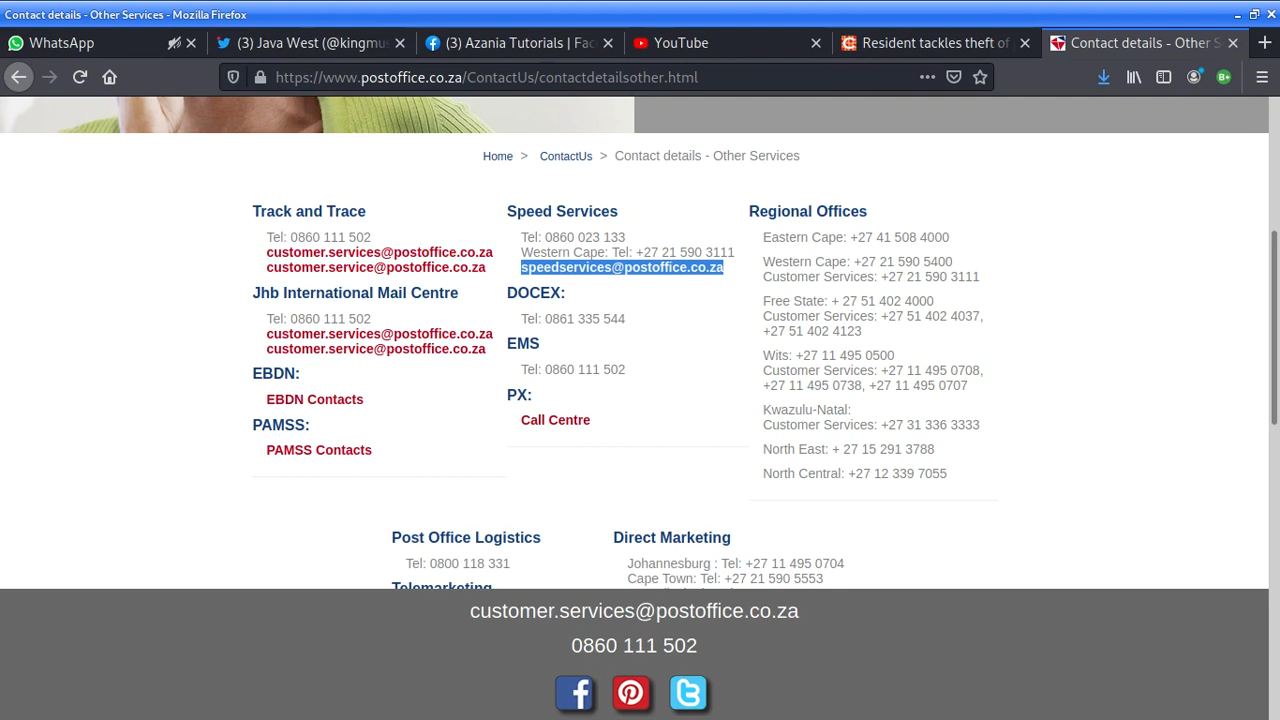 Contact details - Other Services - Mozilla Firefox
WhatsApp
(3) Java West (@kingmus
(3) Azania Tutorials | Fac
YouTube
Resident tackles theft of
Contact details - Other S
https://www.postoffice.co.za/ContactUs/contactdetailsother.html
Home > ContactUs > Contact details - Other Services
Track and Trace
Tel: 0860 111 502
customer.services@postoffice.co.za
customer.service@postoffice.co.za
Jhb International Mail Centre
Tel: 0860 111 502
customer.services@postoffice.co.za
customer.service@postoffice.co.za
EBDN:
EBDN Contacts
PAMSS:
PAMSS Contacts
Speed Services
Tel: 0860 023 133
Western Cape: Tel: +27 21 590 3111
speedservices@postoffice.co.za
DOCEX:
Tel: 0861 335 544
EMS
Tel: 0860 111 502
PX:
Call Centre
Regional Offices
Eastern Cape: +27 41 508 4000
Western Cape: +27 21 590 5400
Customer Services: +27 21 590 3111
Free State: + 27 51 402 4000
Customer Services: +27 51 402 4037,
+27 51 402 4123
Wits: +27 11 495 0500
Customer Services: +27 11 495 0708,
+27 11 495 0738, +27 11 495 0707
Kwazulu-Natal:
Customer Services: +27 31 336 3333
North East: + 27 15 291 3788
North Central: +27 12 339 7055
Post Office Logistics
Tel: 0800 118 331
Telemarketing
Direct Marketing
Johannesburg : Tel: +27 11 495 0704
Cape Town: Tel: +27 21 590 5553
customer.services@postoffice.co.za
0860 111 502